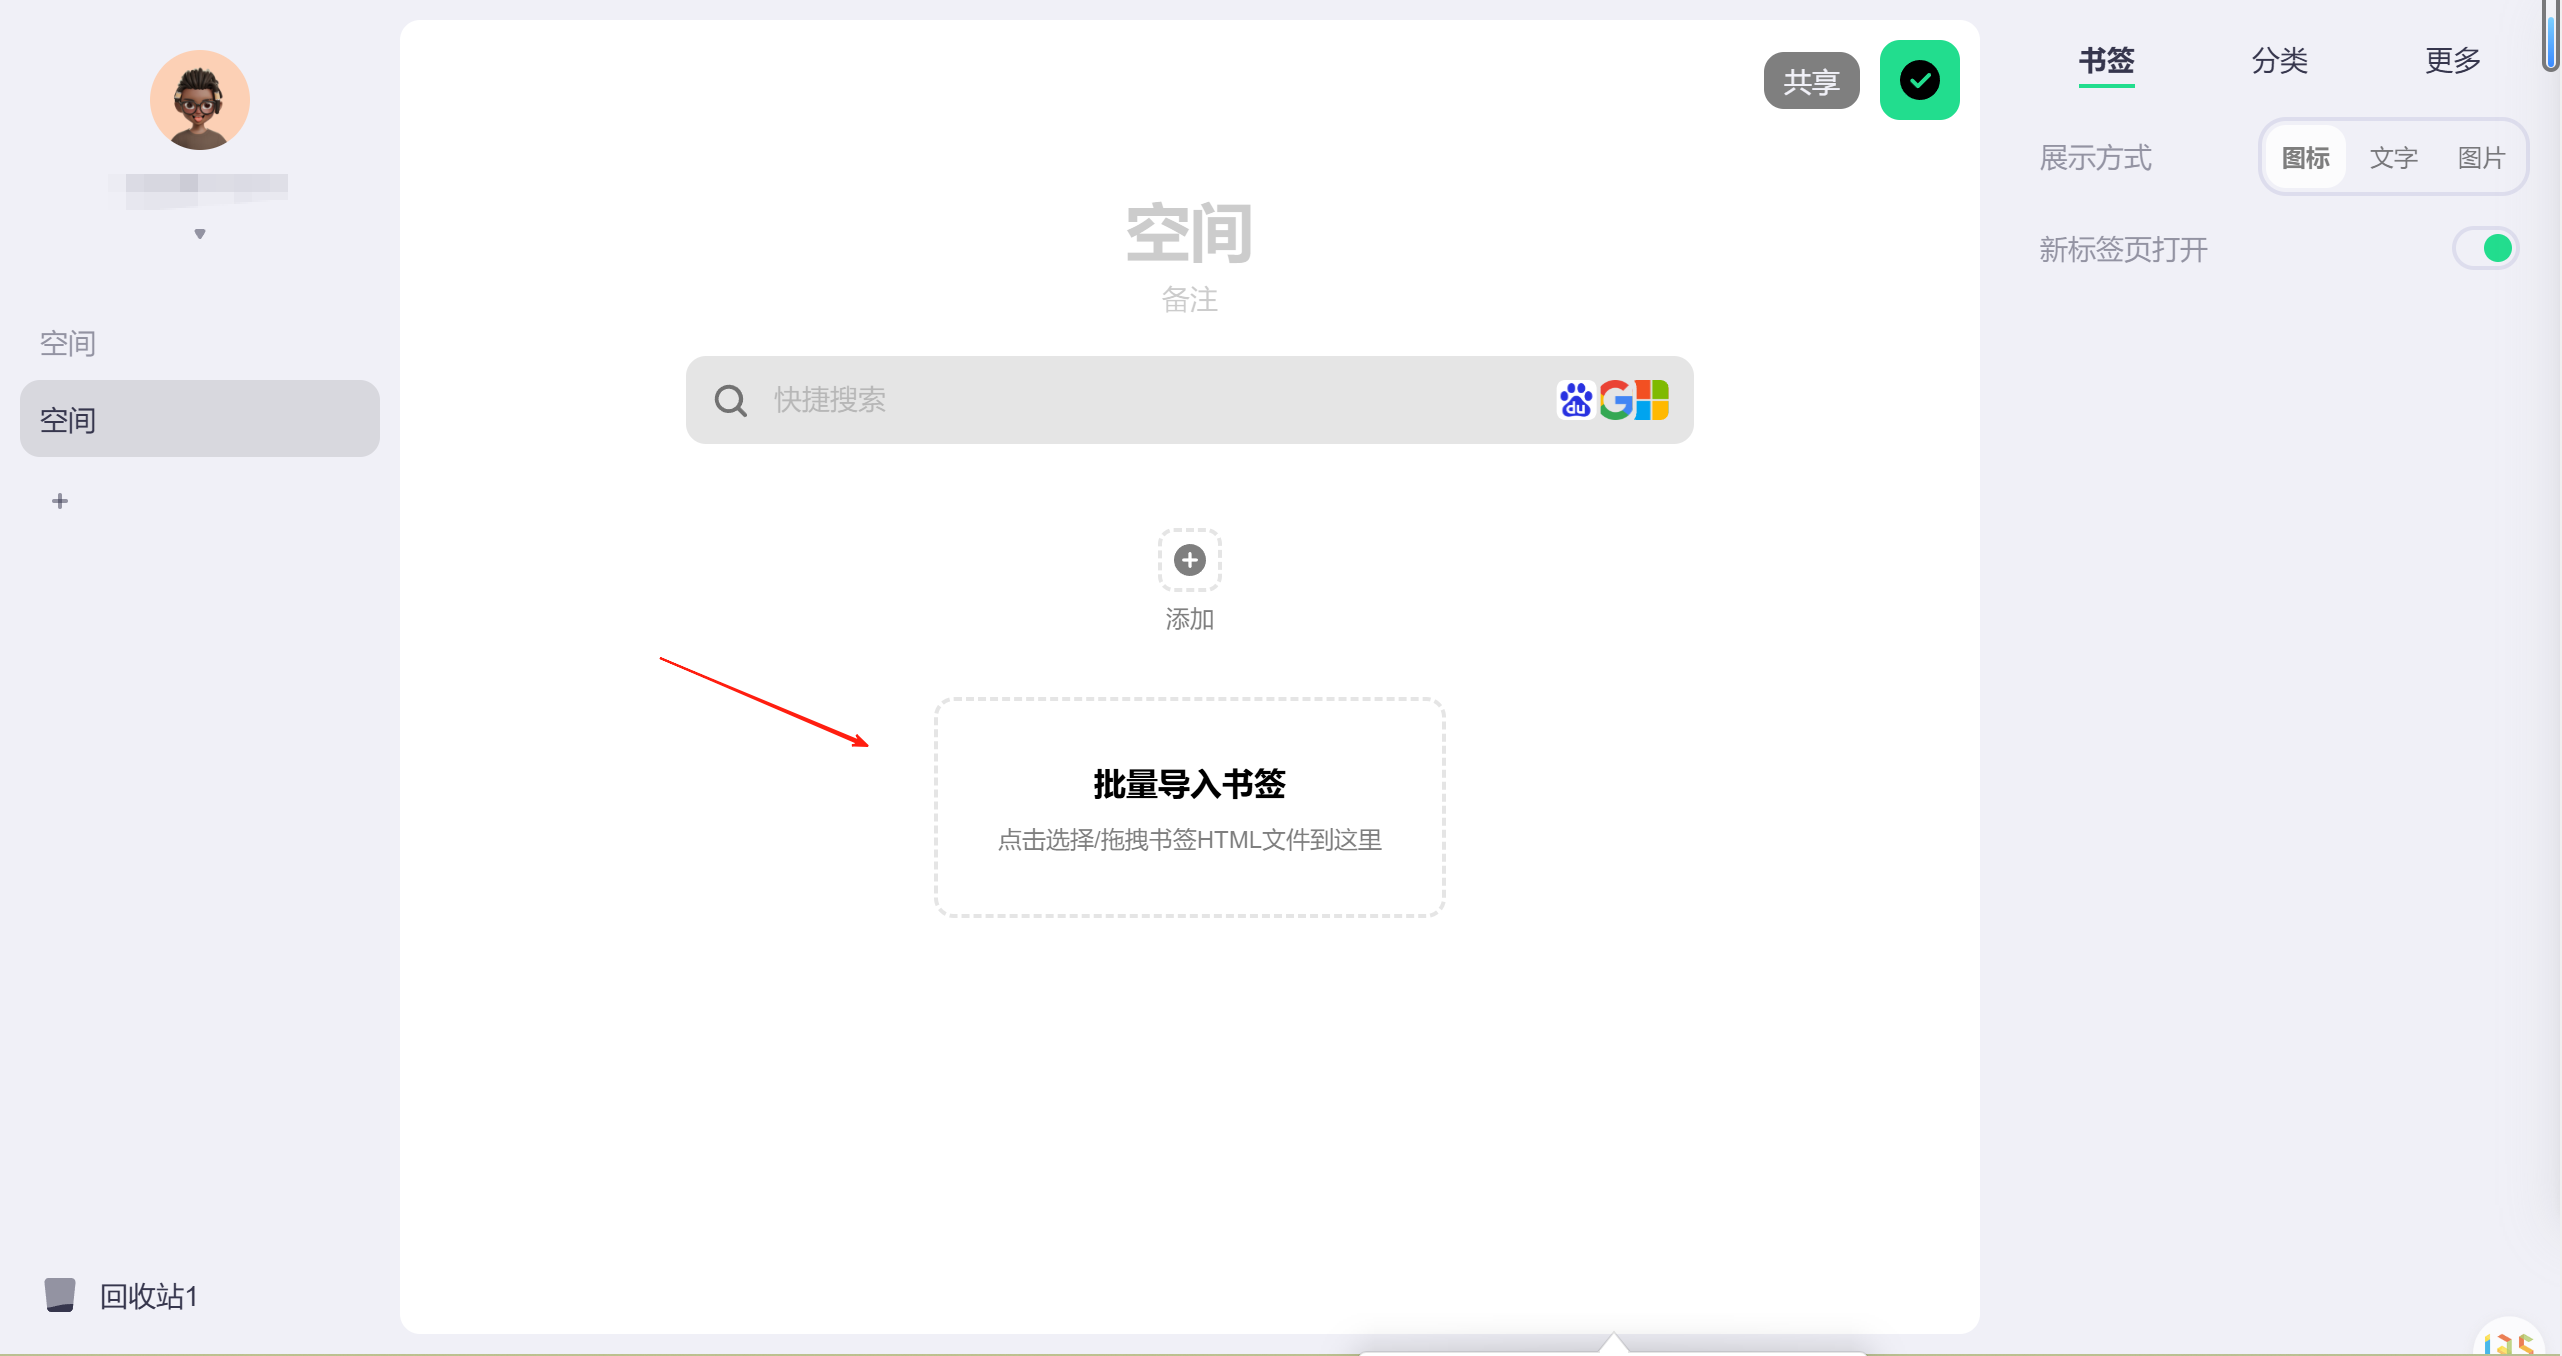 空间
空间
回收站1
共享
空间
备注
快捷搜索
du
添加
批量导入书签
点击选择/拖拽书签HTML文件到这里
书签
分类
更多
展示方式
图标
文字
图片
新标签页打开